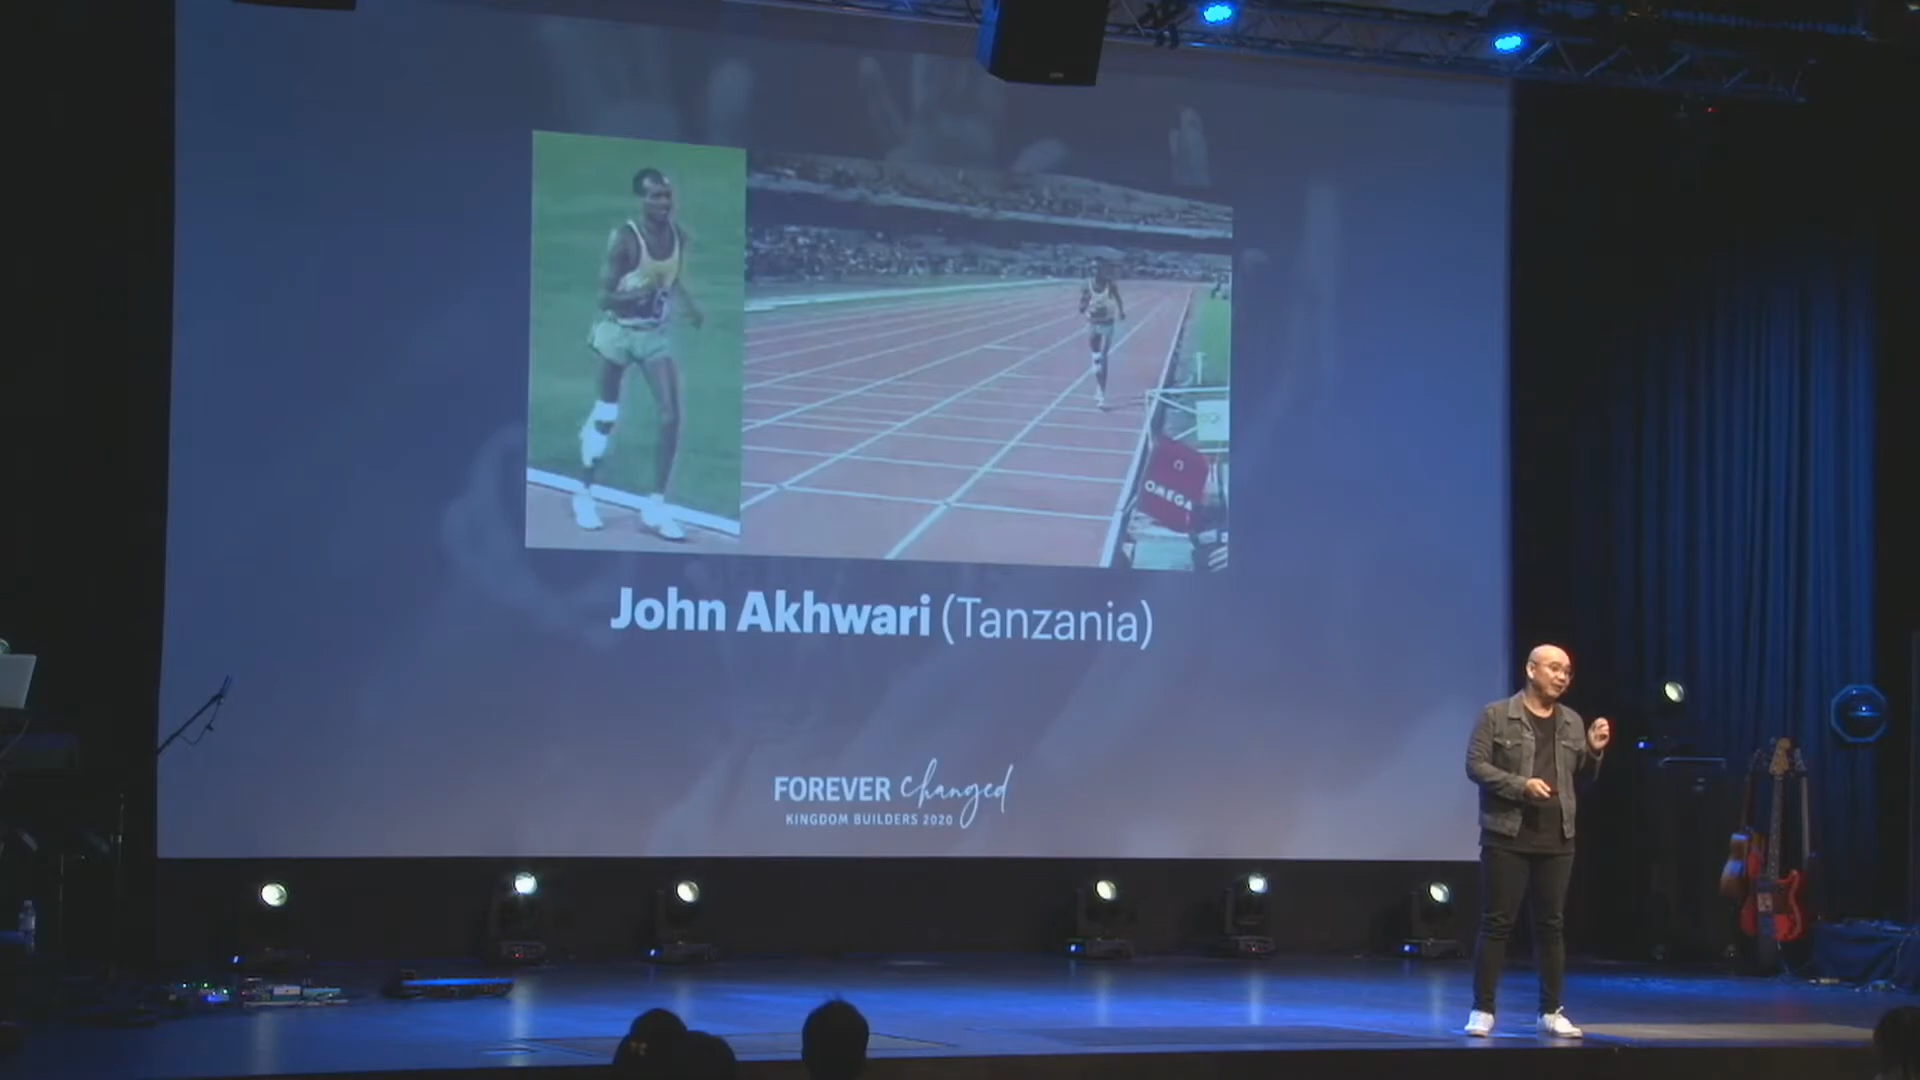 OMEGA
John Akhwari (Tanzania)
FOREVER changed
KINGDOM BUILDERS 2020